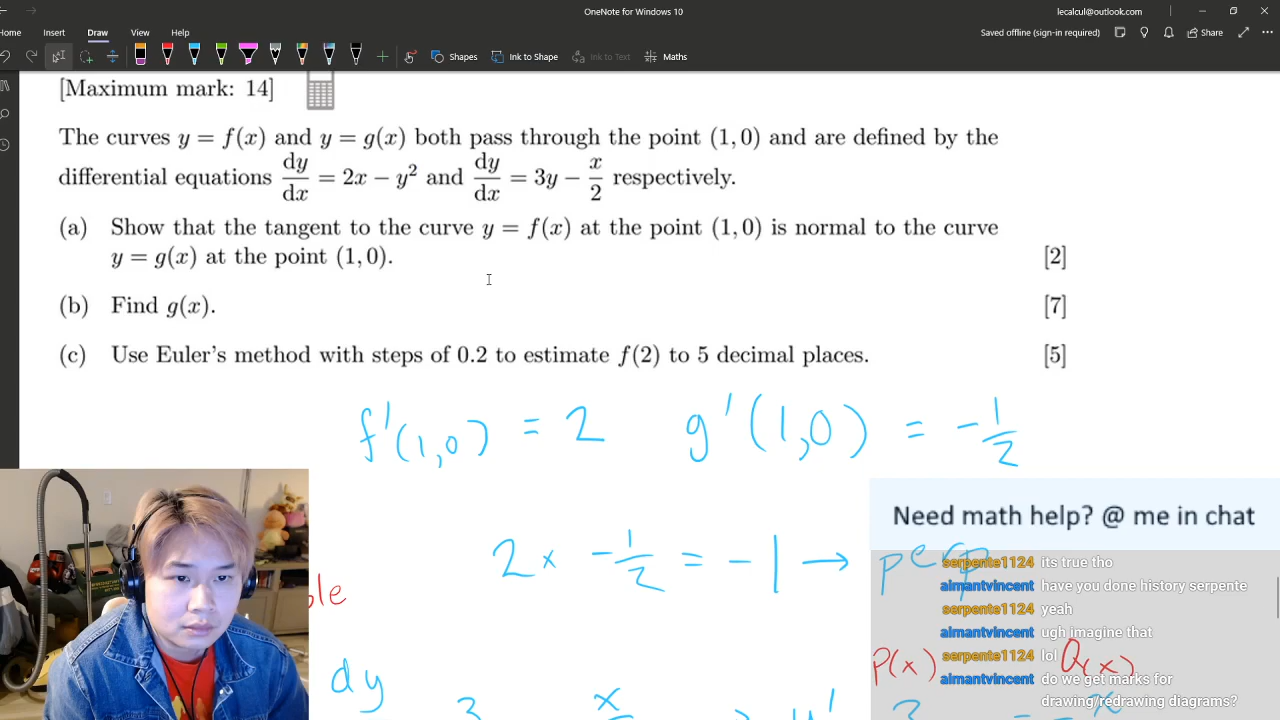 OneNote for Windows 10
lecalcul@outlook.com
Home Insert Draw View Help
Saved offline (sign-in required)
Share
Shapes Ink to Shape Ink to Text Maths
[Maximum mark: 14]
The curves y = f(x) and y = g(x) both pass through the point (1, 0) and are defined by the
differential equations dy/dx = 2x − y² and dy/dx = 3y − x/2 respectively.
(a) Show that the tangent to the curve y = f(x) at the point (1, 0) is normal to the curve
y = g(x) at the point (1, 0). [2]
(b) Find g(x). [7]
(c) Use Euler's method with steps of 0.2 to estimate f(2) to 5 decimal places. [5]
f'(1,0) = 2 g'(1,0) = -1/2
2 × -1/2 = -1 → perp
Need math help? @ me in chat
serpente1124 its true tho
aimantvincent have you done history serpente
serpente1124 yeah
aimantvincent ugh imagine that
serpente1124 lol
aimantvincent do we get marks for
drawing/redrawing diagrams?
P(x) Q(x)
dy